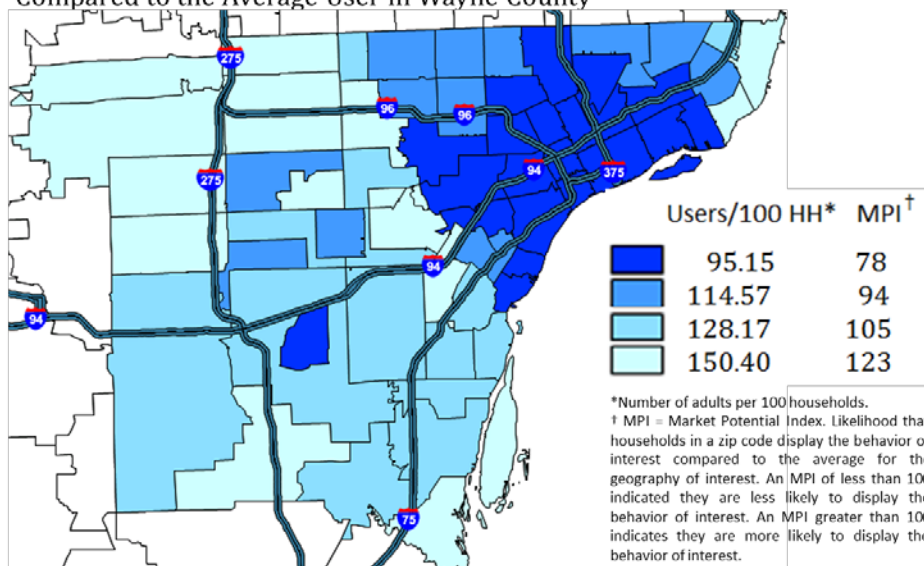 Compared to the Average User in Wayne County
275
96
96
94
375
275
94
94
75
Users/100 HH* MPI†
95.15 78
114.57 94
128.17 105
150.40 123
*Number of adults per 100 households.
† MPI = Market Potential Index. Likelihood tha
households in a zip code display the behavior o
interest compared to the average for the
geography of interest. An MPI of less than 10
indicated they are less likely to display the
behavior of interest. An MPI greater than 10
indicates they are more likely to display the
behavior of interest.